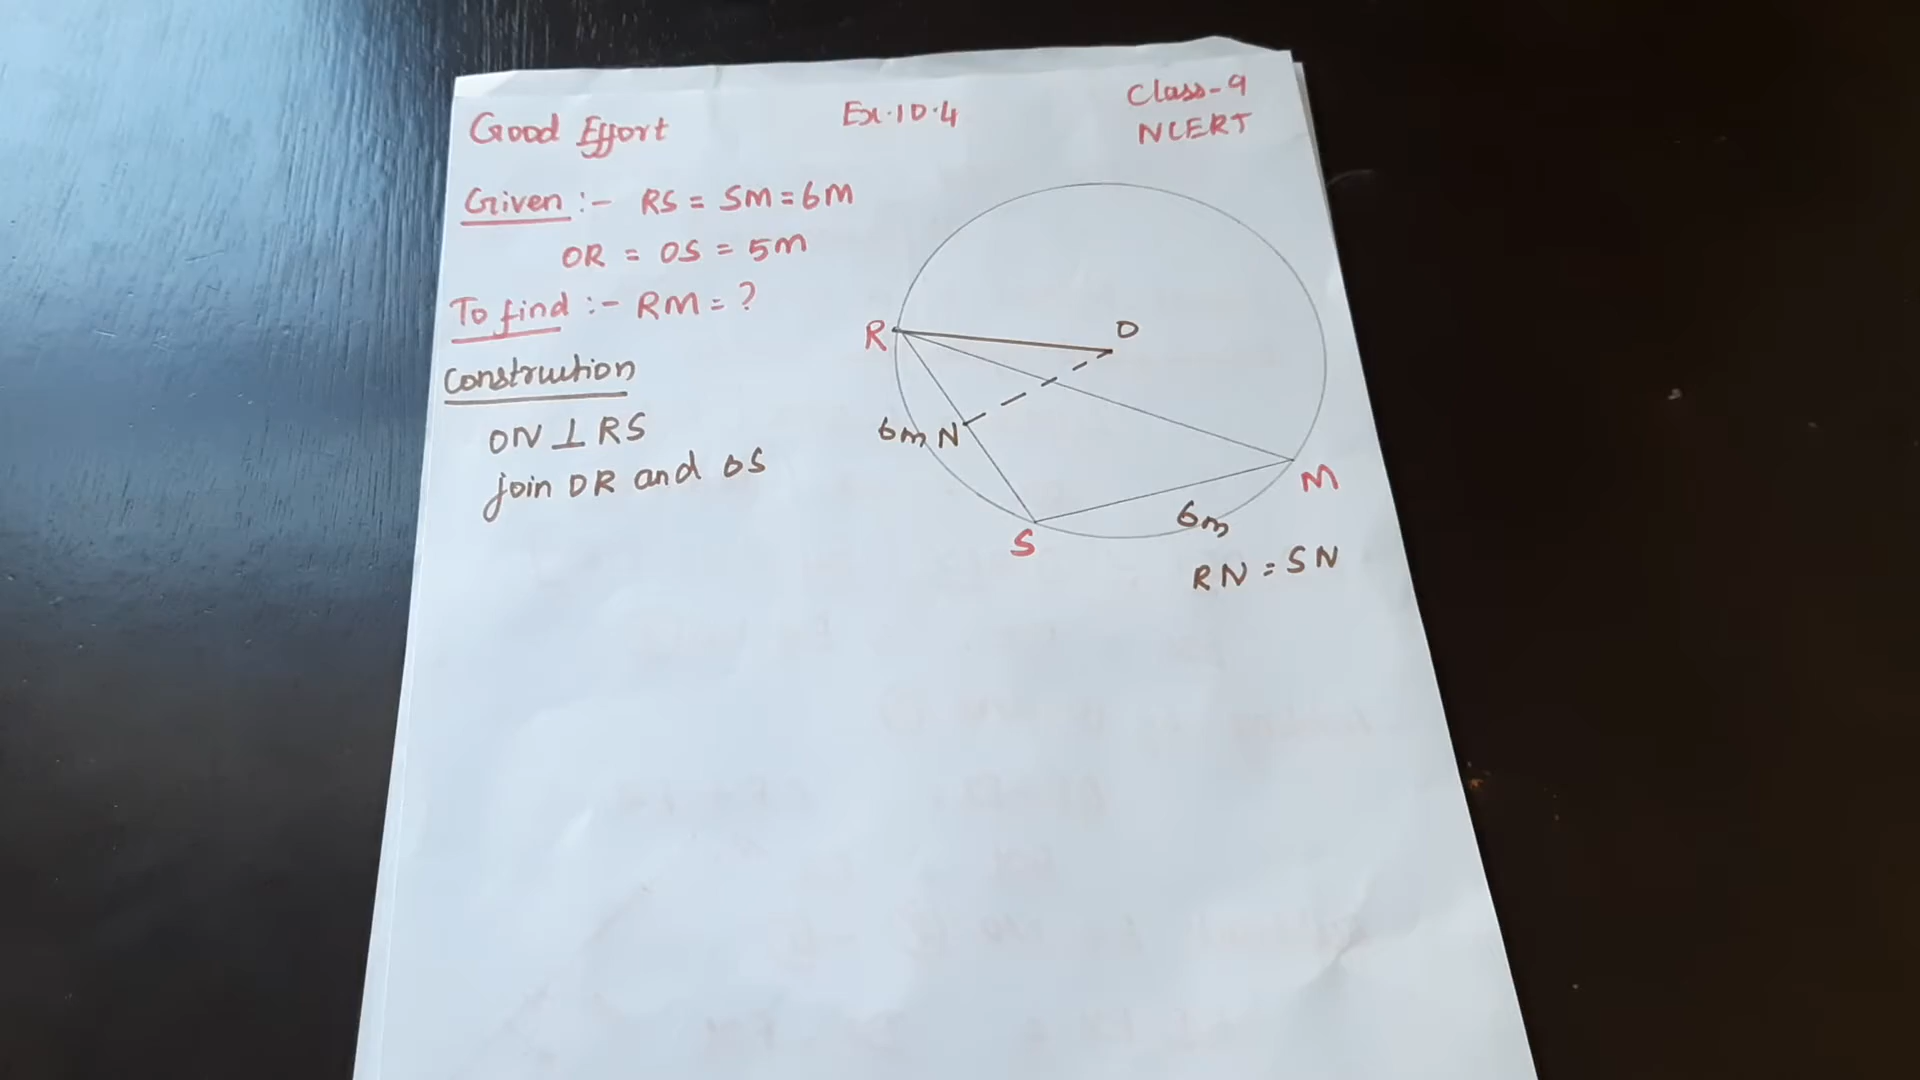 Good Effort
Ex.10.4
Class-9
NCERT
Given :- RS = SM = 6M
OR = OS = 5m
To find :- RM = ?
Construction
ON ⊥ RS
join OR and OS
R
O
6m N
M
S
6m
RN = SN